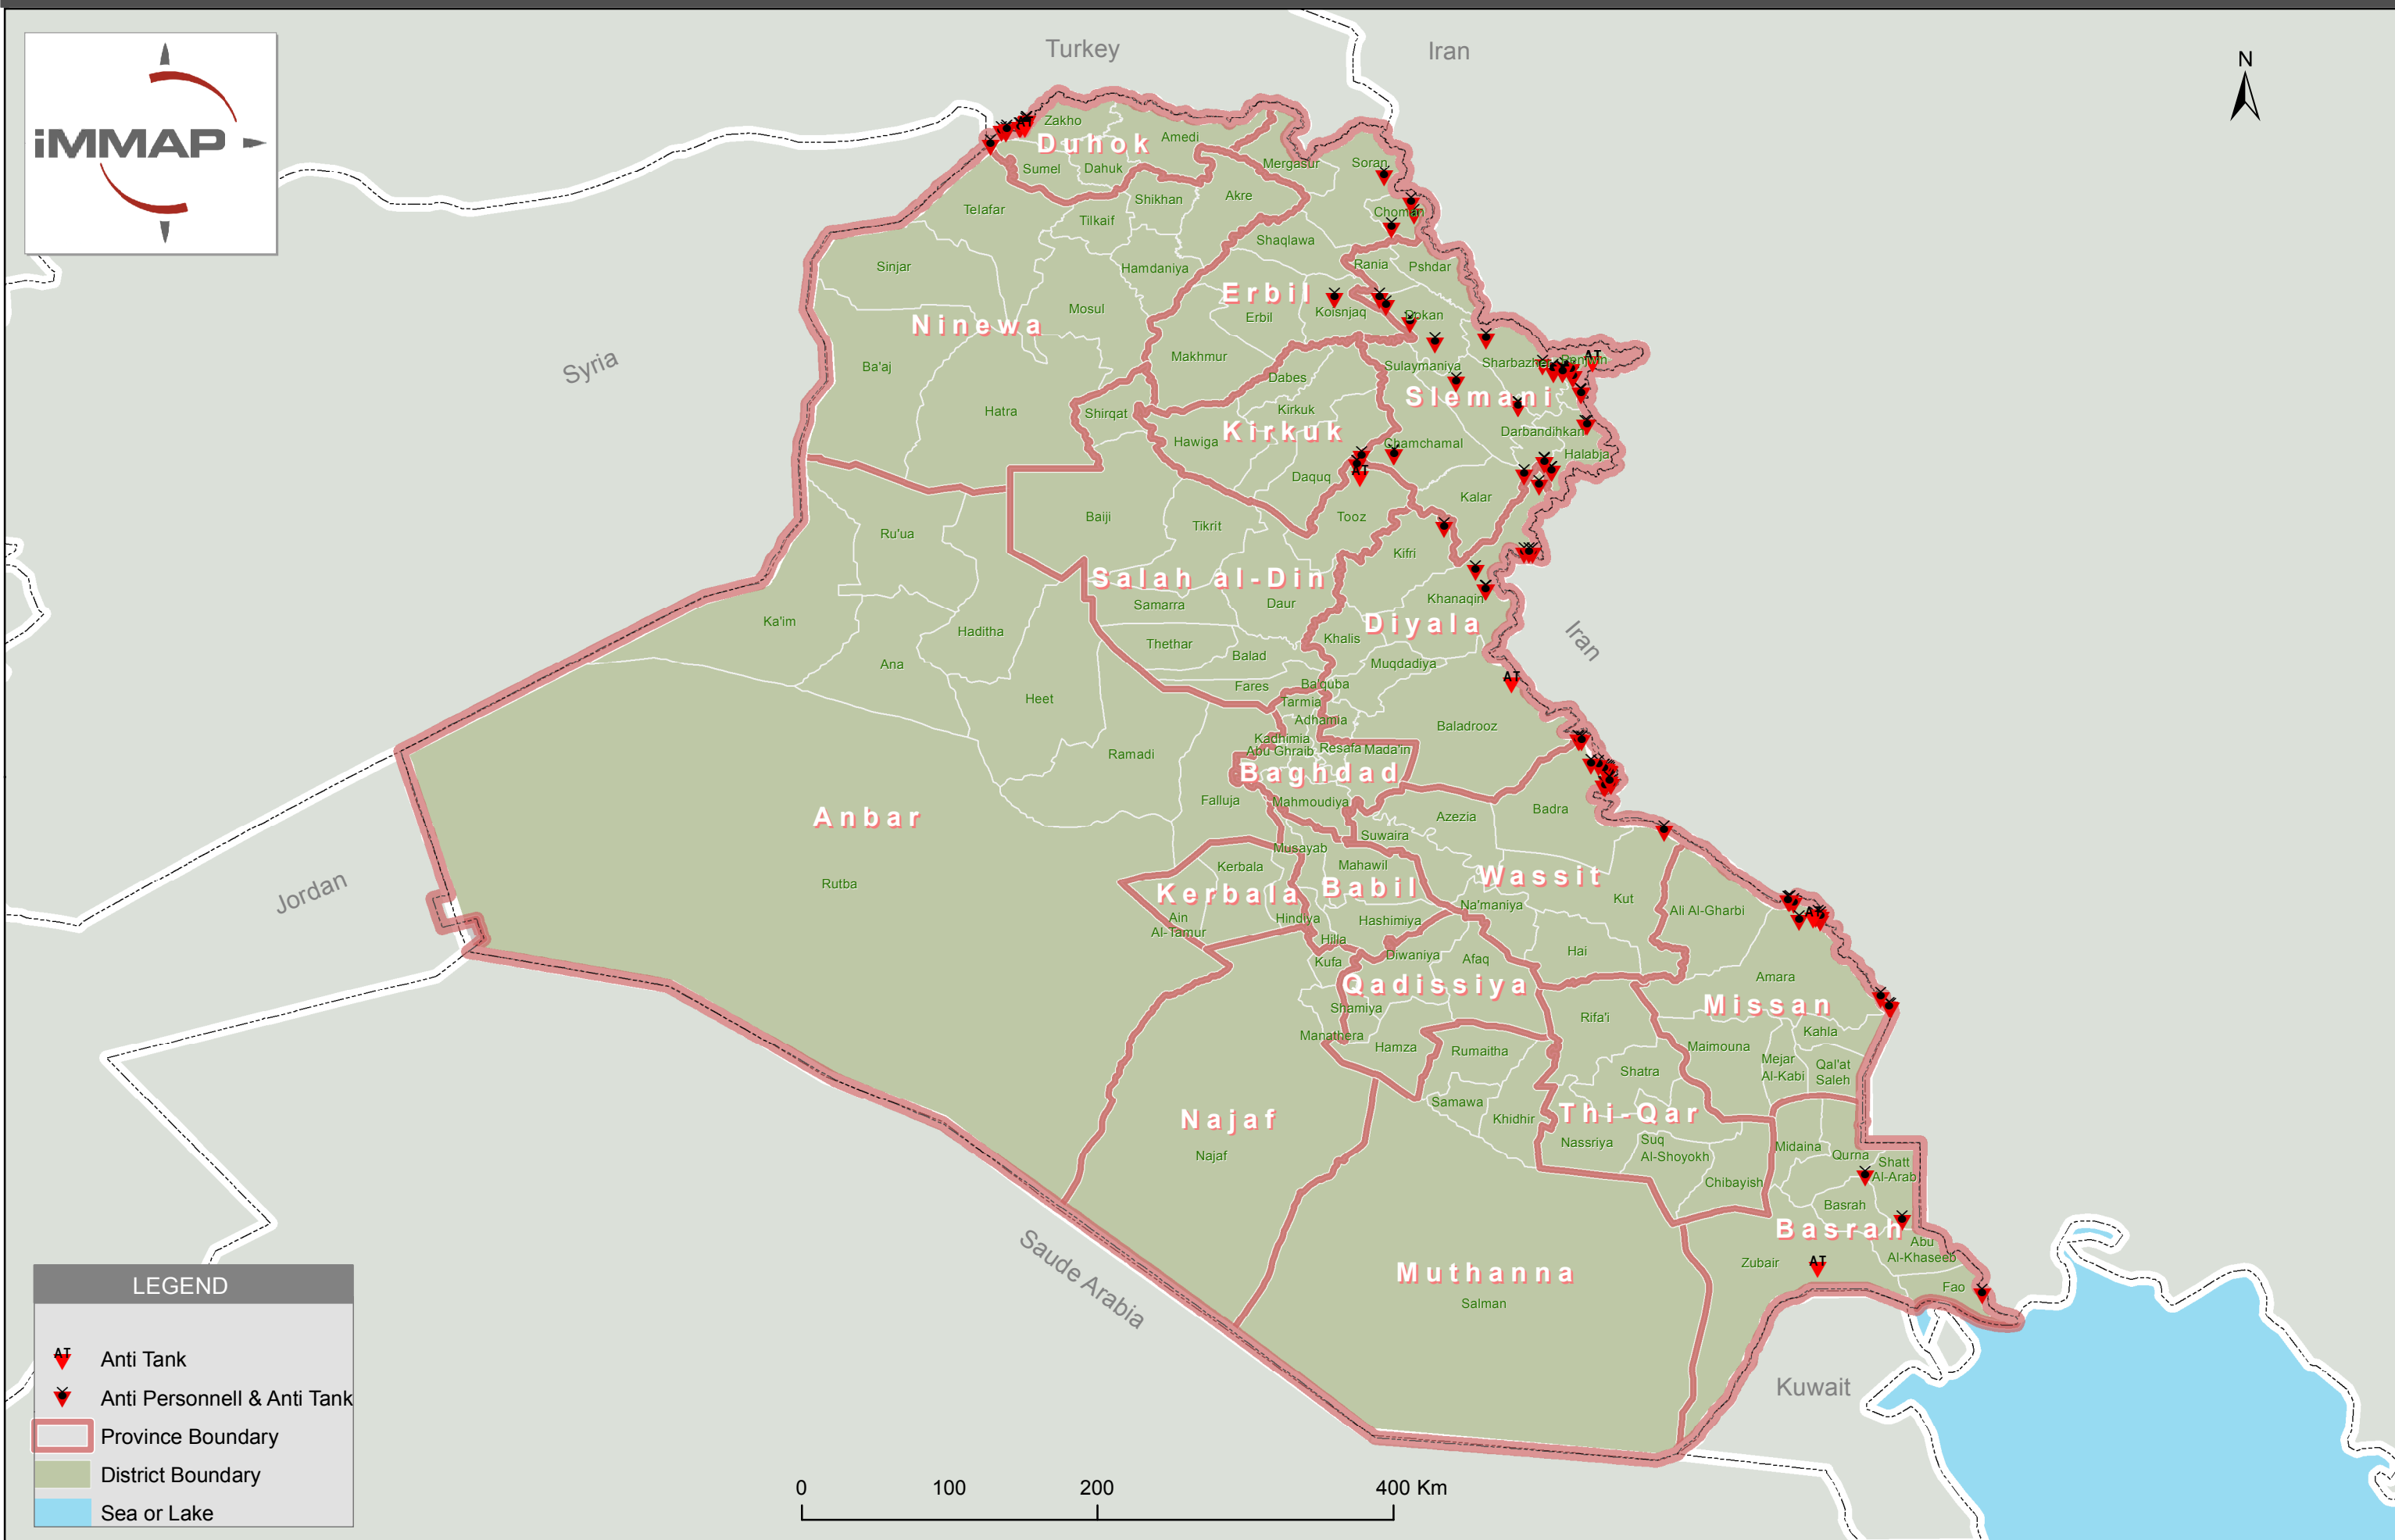 Turkey
Iran
N
iMMAP
Zakho
Duhok
Amedi
Sumel
Dahuk
Mergasur
Soran
Shikhan
Akre
Telafar
Tilkaif
Choman
Shaqlawa
Sinjar
Hamdaniya
Rania
Pshdar
Erbil
Mosul
Koisnjaq
Erbil
Dokan
Ninewa
Syria
Makhmur
AT
Ba'aj
Sulaymaniya
Sharbazher
Penjwin
Dabes
Slemani
Hatra
Shirqat
Kirkuk
Kirkuk
Hawiga
Chamchamal
Darbandihkan
Halabja
AT
Daquq
Kalar
Baiji
Tikrit
Tooz
Ru'ua
Kifri
Salah al-Din
Samarra
Daur
Khanaqin
Diyala
Ka'im
Haditha
Iran
Thethar
Khalis
Balad
Muqdadiya
Ana
AT
Heet
Fares
Ba'quba
Tarmia
Adhamia
Baladrooz
Kadhimia
Abu Ghraib
Resafa
Mada'in
Ramadi
Baghdad
Falluja
Mahmoudiya
Badra
Anbar
Azezia
Suwaira
Musayab
Kerbala
Mahawil
Wassit
Rutba
Jordan
Kerbala
Babil
Na'maniya
Kut
Ali Al-Gharbi
AT
Ain
Al-Tamur
Hindiya
Hashimiya
Hilla
Hai
Kufa
Diwaniya
Afaq
Amara
Qadissiya
Missan
Shamiya
Rifa'i
Manathera
Kahla
Hamza
Rumaitha
Maimouna
Mejar
Al-Kabi
Qal'at
Saleh
Shatra
Samawa
Khidhir
Thi-Qar
Najaf
Nassriya
Suq
Al-Shoyokh
Midaina
Najaf
Qurna
Shatt
Al-Arab
Chibayish
Basrah
Basrah
Abu
Al-Khaseeb
Saude Arabia
Zubair
AT
Muthanna
Fao
Salman
Kuwait
LEGEND
AT
Anti Tank
Anti Personnell & Anti Tank
Province Boundary
District Boundary
Sea or Lake
0
100
200
400 Km